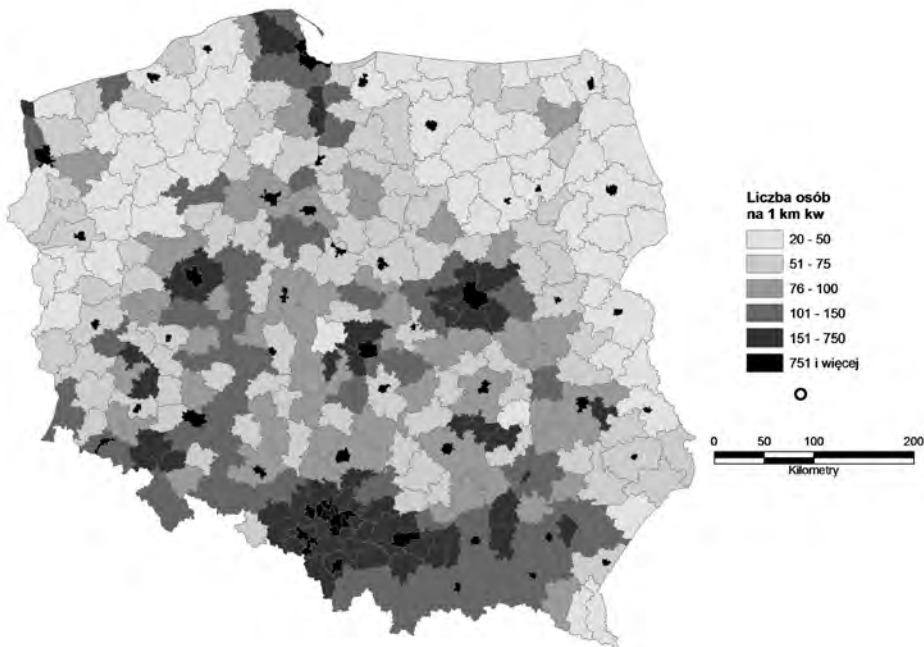 Liczba osób
na 1 km kw
20 - 50
51 - 75
76 - 100
101 - 150
151 - 750
751 i więcej
0 50 100 200
Kilometry